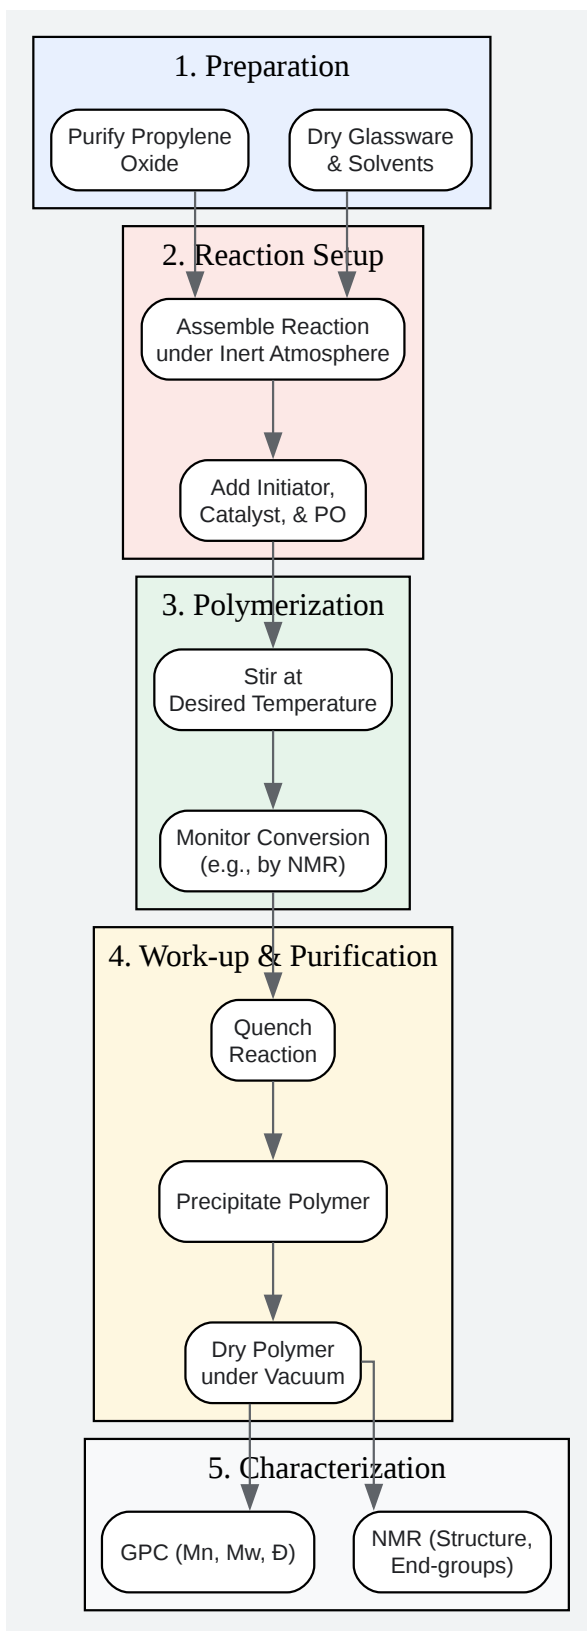 1. Preparation
Purify Propylene
Oxide
Dry Glassware
& Solvents
2. Reaction Setup
Assemble Reaction
under Inert Atmosphere
Add Initiator,
Catalyst, & PO
3. Polymerization
Stir at
Desired Temperature
Monitor Conversion
(e.g., by NMR)
4. Work-up & Purification
Quench
Reaction
Precipitate Polymer
Dry Polymer
under Vacuum
5. Characterization
GPC (Mn, Mw, Đ)
NMR (Structure,
End-groups)